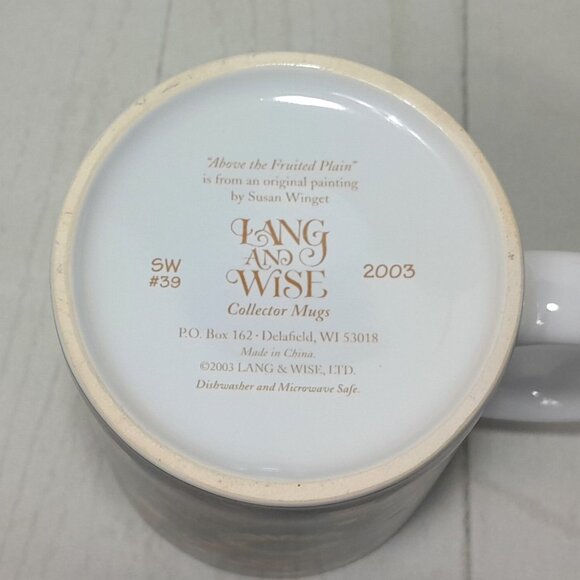 "Above the Fruited Plain"
is from an original painting
by Susan Winget
LANG
AND
WISE
SW
#39
2003
Collector Mugs
P.O. Box 162 · Delafield, WI 53018
Made in China.
©2003 LANG & WISE, LTD.
Dishwasher and Microwave Safe.